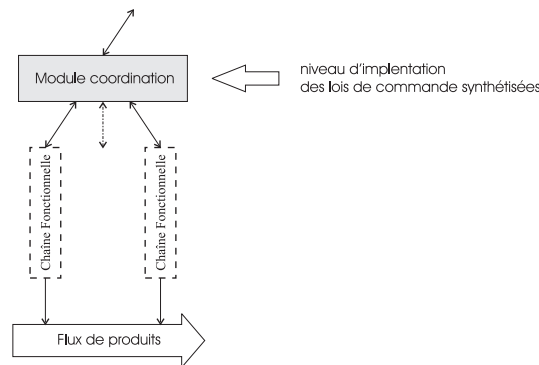 Module coordination
niveau d'implentation
des lois de commande synthétisées
Chaîne Fonctionnelle
Chaîne Fonctionnelle
Flux de produits